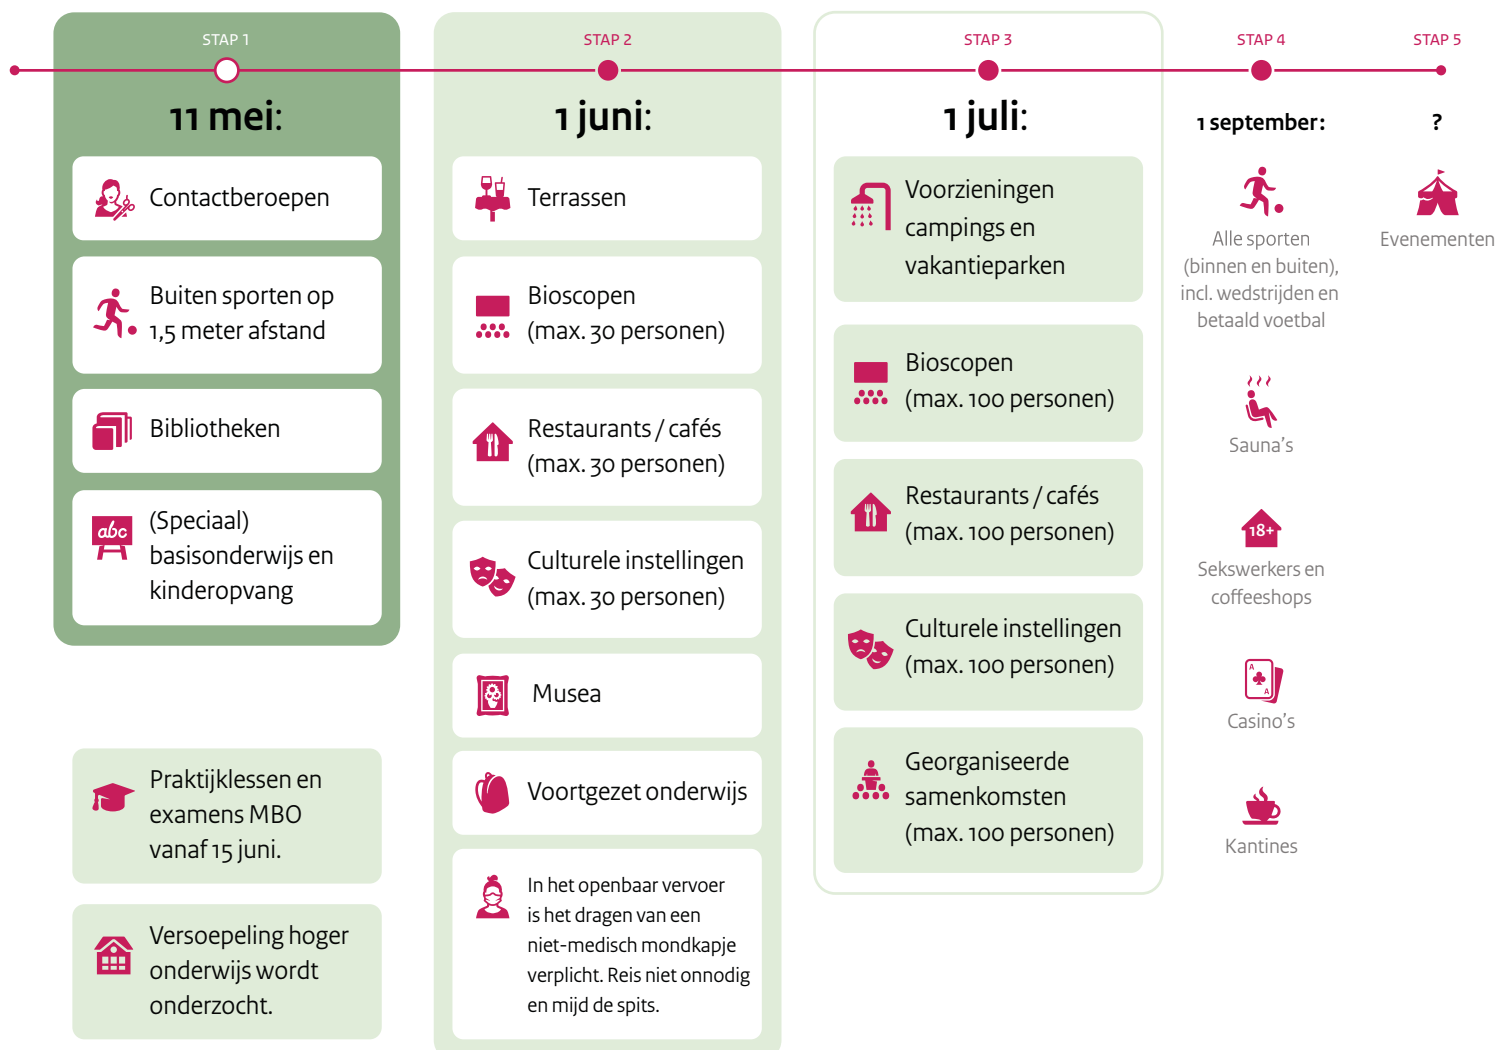 STAP 1
11 mei:
Contactberoepen
Buiten sporten op
1,5 meter afstand
Bibliotheken
abc
(Speciaal)
basisonderwijs en
kinderopvang
Praktijklessen en
examens MBO
vanaf 15 juni.
Versoepeling hoger
onderwijs wordt
onderzocht.
STAP 2
1 juni:
Terrassen
Bioscopen
(max. 30 personen)
Restaurants / cafés
(max. 30 personen)
Culturele instellingen
(max. 30 personen)
Musea
Voortgezet onderwijs
In het openbaar vervoer
is het dragen van een
niet-medisch mondkapje
verplicht. Reis niet onnodig
en mijd de spits.
STAP 3
1 juli:
Voorzieningen
campings en
vakantieparken
Bioscopen
(max. 100 personen)
Restaurants / cafés
(max. 100 personen)
Culturele instellingen
(max. 100 personen)
Georganiseerde
samenkomsten
(max. 100 personen)
STAP 4
1 september:
Alle sporten
(binnen en buiten),
incl. wedstrijden en
betaald voetbal
Sauna's
18+
Sekswerkers en
coffeeshops
A
A
Casino's
Kantines
STAP 5
?
Evenementen